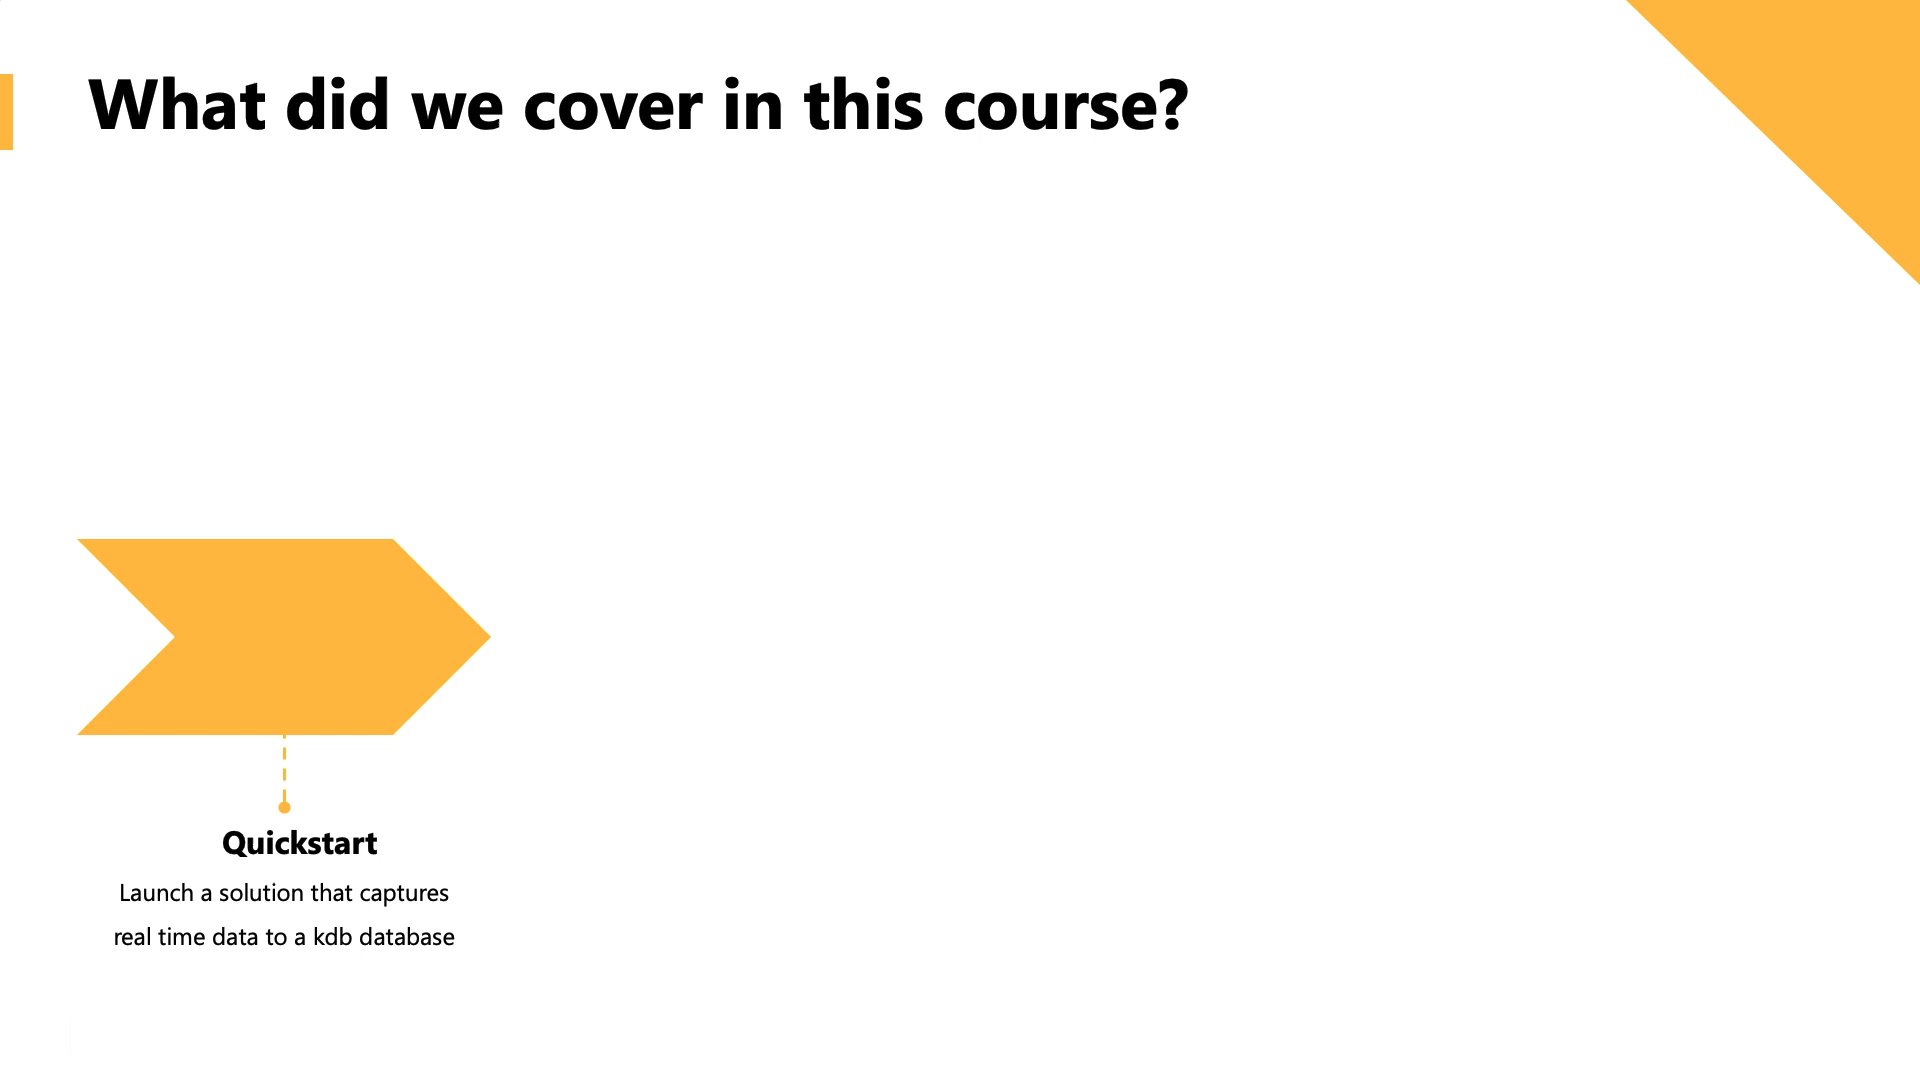 What did we cover in this course?
Quickstart
Launch a solution that captures
real time data to a kdb database